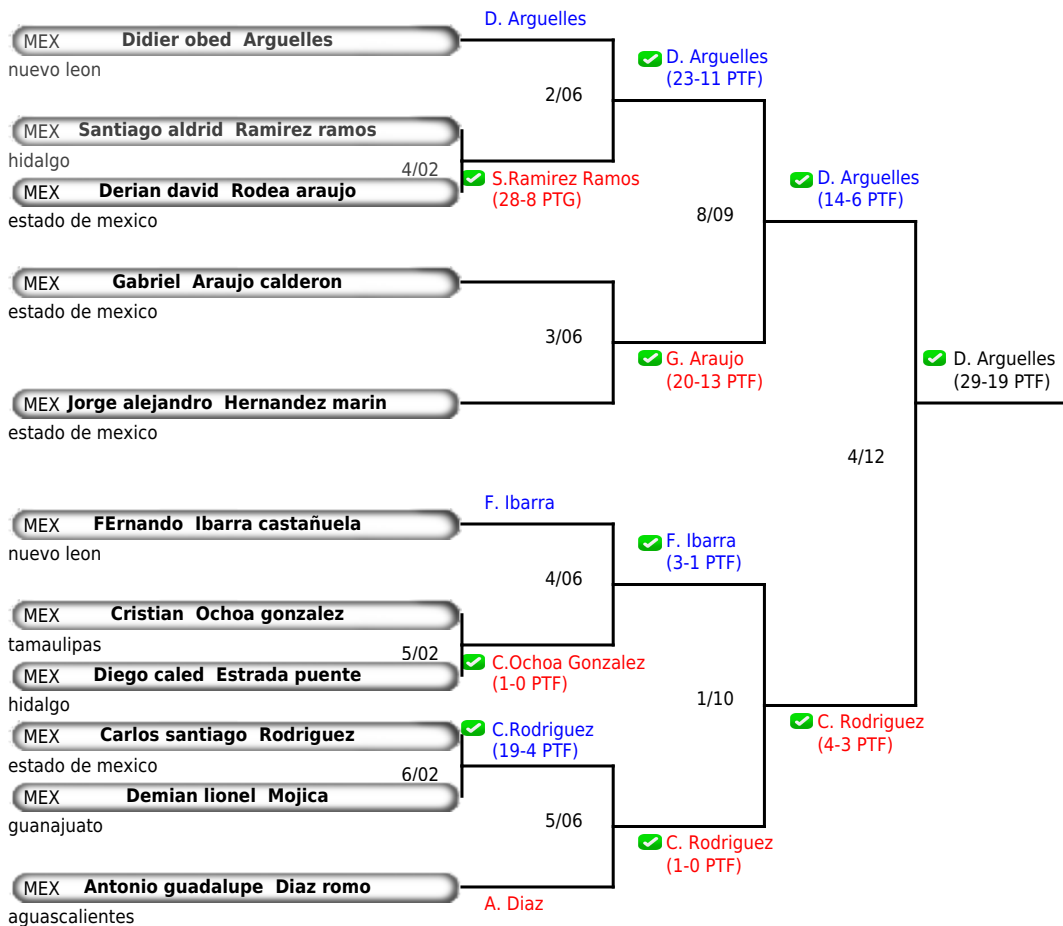 D. Arguelles
MEX Didier obed Arguelles
nuevo leon
D. Arguelles
(23-11 PTF)
2/06
MEX Santiago aldrid Ramirez ramos
hidalgo
4/02
S.Ramirez Ramos
(28-8 PTG)
MEX Derian david Rodea araujo
estado de mexico
D. Arguelles
(14-6 PTF)
8/09
MEX Gabriel Araujo calderon
estado de mexico
3/06
G. Araujo
(20-13 PTF)
D. Arguelles
(29-19 PTF)
MEX Jorge alejandro Hernandez marin
estado de mexico
4/12
F. Ibarra
MEX FErnando Ibarra castañuela
nuevo leon
F. Ibarra
(3-1 PTF)
4/06
MEX Cristian Ochoa gonzalez
tamaulipas
5/02
C.Ochoa Gonzalez
(1-0 PTF)
MEX Diego caled Estrada puente
hidalgo
1/10
C. Rodriguez
(4-3 PTF)
C.Rodriguez
(19-4 PTF)
MEX Carlos santiago Rodriguez
estado de mexico
6/02
MEX Demian lionel Mojica
guanajuato
5/06
C. Rodriguez
(1-0 PTF)
MEX Antonio guadalupe Diaz romo
aguascalientes
A. Diaz